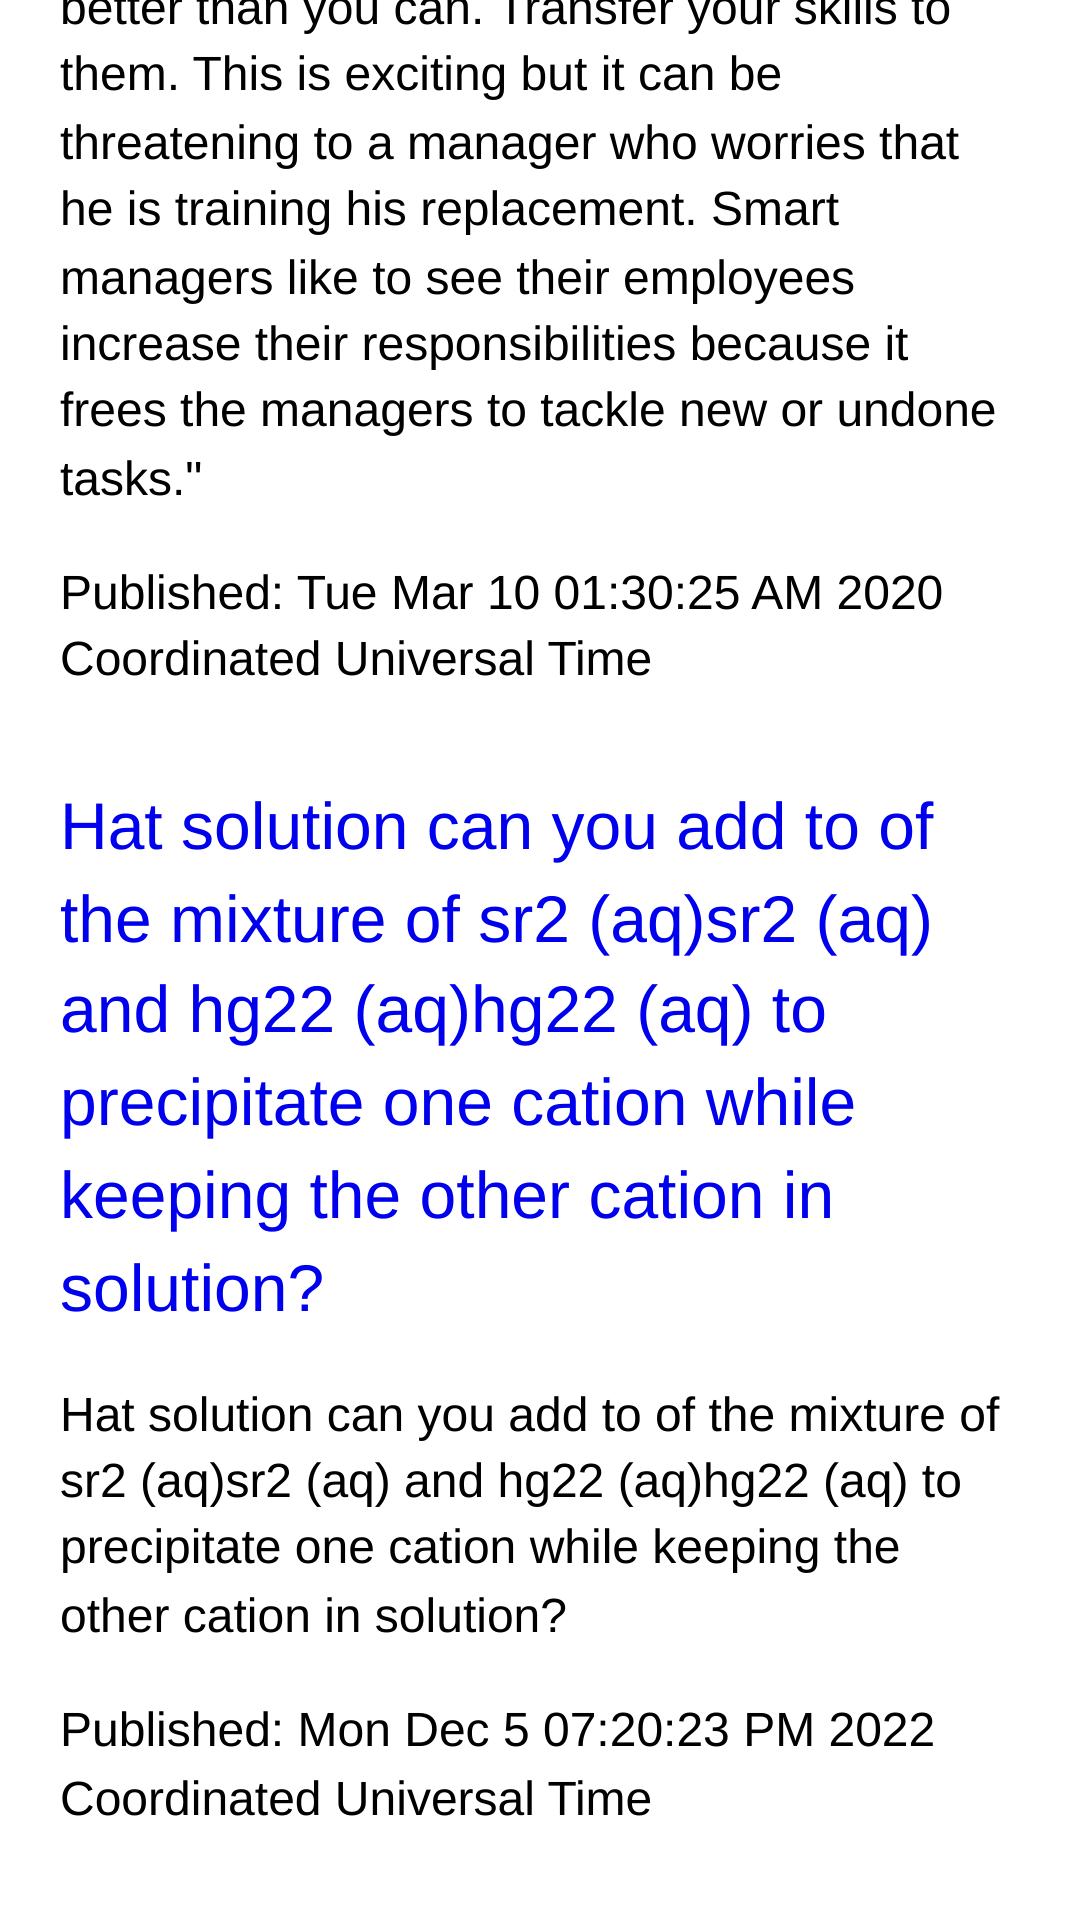 better than you can. Transfer your skills to
them. This is exciting but it can be
threatening to a manager who worries that
he is training his replacement. Smart
managers like to see their employees
increase their responsibilities because it
frees the managers to tackle new or undone
tasks."
Published: Tue Mar 10 01:30:25 AM 2020
Coordinated Universal Time
Hat solution can you add to of
the mixture of sr2 (aq)sr2 (aq)
and hg22 (aq)hg22 (aq) to
precipitate one cation while
keeping the other cation in
solution?
Hat solution can you add to of the mixture of
sr2 (aq)sr2 (aq) and hg22 (aq)hg22 (aq) to
precipitate one cation while keeping the
other cation in solution?
Published: Mon Dec 5 07:20:23 PM 2022
Coordinated Universal Time